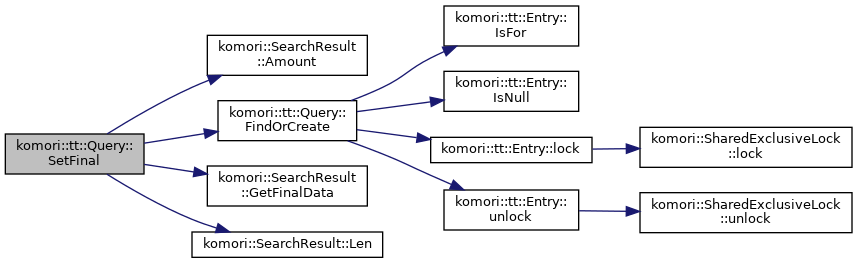 komori::tt::Query::
SetFinal
komori::SearchResult
::Amount
komori::tt::Query::
FindOrCreate
komori::SearchResult
::GetFinalData
komori::SearchResult::Len
komori::tt::Entry::
IsFor
komori::tt::Entry::
IsNull
komori::tt::Entry::lock
komori::tt::Entry::
unlock
komori::SharedExclusiveLock
::lock
komori::SharedExclusiveLock
::unlock